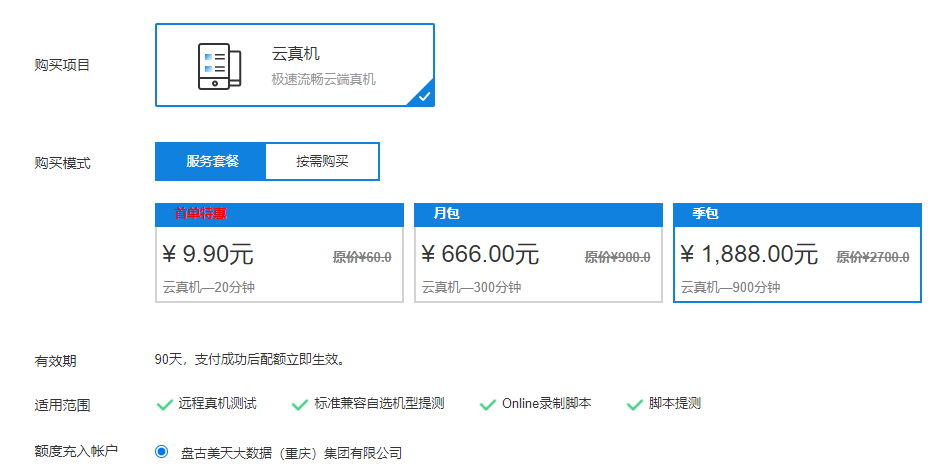 购买项目
云真机
极速流畅云端真机
购买模式
服务套餐
按需购买
首单特惠
¥ 9.90元
原价¥60.0
云真机—20分钟
月包
¥ 666.00元
原价¥900.0
云真机—300分钟
季包
¥ 1,888.00元
原价¥2700.0
云真机—900分钟
有效期
90天，支付成功后配额立即生效。
适用范围
远程真机测试
标准兼容自选机型提测
Online录制脚本
脚本提测
额度充入帐户
盘古美天大数据（重庆）集团有限公司